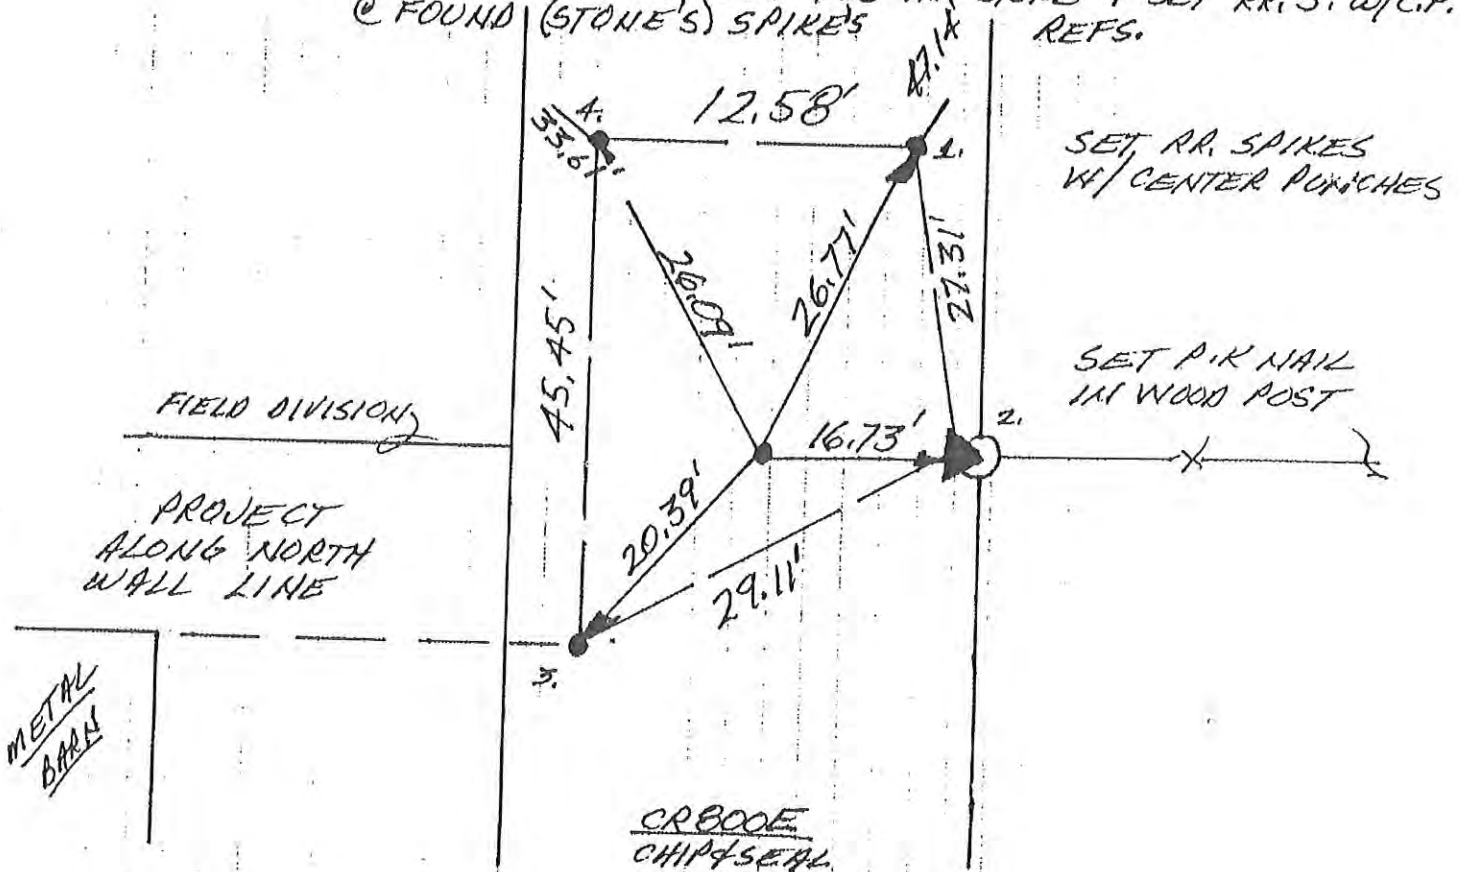 @ FOUND (STONE'S) SPIKES
SET RR. S. W/C.P.
REFS.
4.
12.58'
1.
SET RR. SPIKES
W/ CENTER PUNCHES
26.09'
26.77'
45.45'
SET P.K NAIL
IN WOOD POST
FIELD DIVISION
16.73'
2.
X
PROJECT
ALONG NORTH
WALL LINE
20.39'
29.11'
3.
METAL
BARN
CR800E
CHIP&SEAL